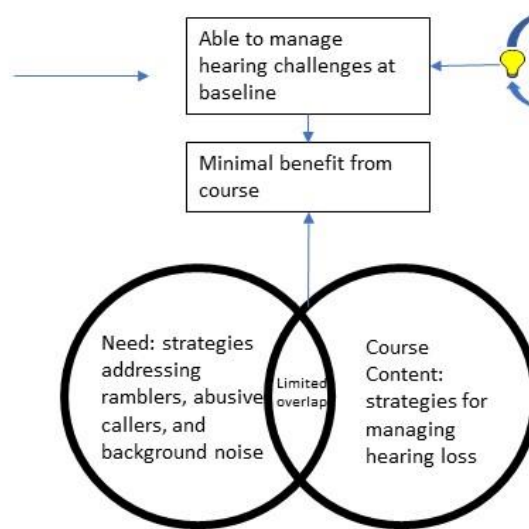 Able to manage
hearing challenges at
baseline
Minimal benefit from
course
Need: strategies
addressing
ramblers, abusive
callers, and
background noise
Limited
overlap
Course
Content:
strategies for
managing
hearing loss